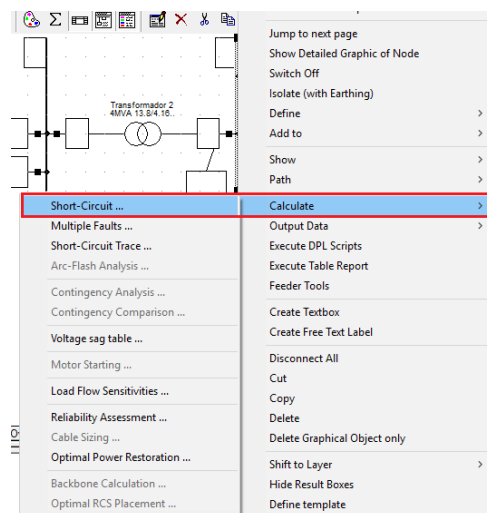 Jump to next page
Show Detailed Graphic of Node
Switch Off
Isolate (with Earthing)
Define
Add to
Show
Path
Calculate
Output Data
Execute DPL Scripts
Execute Table Report
Feeder Tools
Create Textbox
Create Free Text Label
Disconnect All
Cut
Copy
Delete
Delete Graphical Object only
Shift to Layer
Hide Result Boxes
Define template
Transformador 2
4MVA 13.8/4.16..
Short-Circuit ...
Multiple Faults ...
Short-Circuit Trace ...
Arc-Flash Analysis ...
Contingency Analysis ...
Contingency Comparison ...
Voltage sag table ...
Motor Starting ...
Load Flow Sensitivities ...
Reliability Assessment ...
Cable Sizing ...
Optimal Power Restoration ...
Backbone Calculation ...
Optimal RCS Placement ...